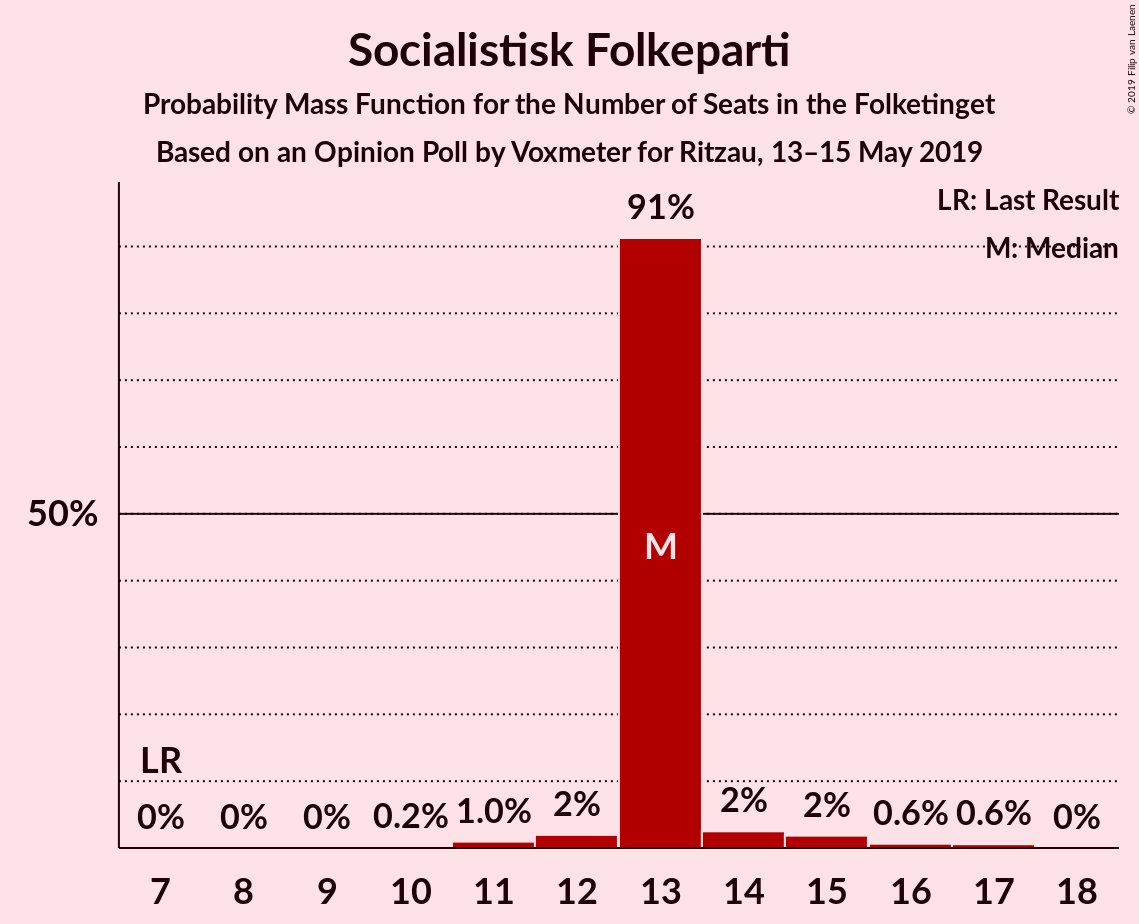 Socialistisk Folkeparti
Probability Mass Function for the Number of Seats in the Folketinget
Based on an Opinion Poll by Voxmeter for Ritzau, 13–15 May 2019
© 2019 Filip van Laenen
LR: Last Result
M: Median
91%
50%
M
LR
0% 0% 0% 0.2% 1.0% 2% 2% 2% 0.6% 0.6% 0%
7 8 9 10 11 12 13 14 15 16 17 18